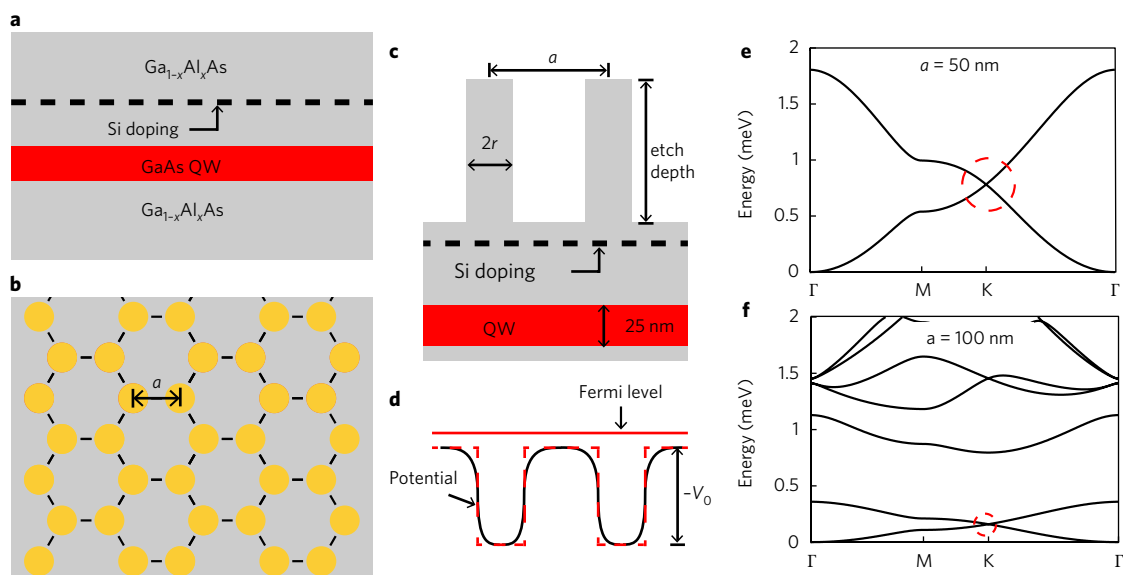 a
Ga₁₋ₓAlₓAs
Si doping
GaAs QW
Ga₁₋ₓAlₓAs
b
a
c
a
2r
etch
depth
Si doping
QW
25 nm
d
Fermi level
Potential
–V₀
e
a = 50 nm
Energy (meV)
2
1.5
1
0.5
0
Γ M K Γ
f
a = 100 nm
Energy (meV)
2
1.5
1
0.5
0
Γ M K Γ